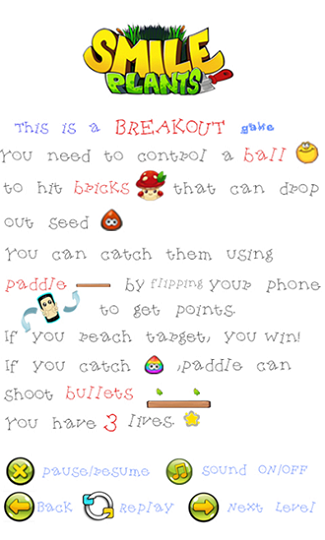 SMILE
PLANTS
This is a BREAKOUT game
you need to control a ball
to hit bricks that can drop
out seed
you can catch them using
paddle by flipping your phone
to get points.
If you reach target, you win!
If you catch ,paddle can
shoot bullets
you have 3 lives.
pause/resume sound ON/OFF
Back Replay Next Level